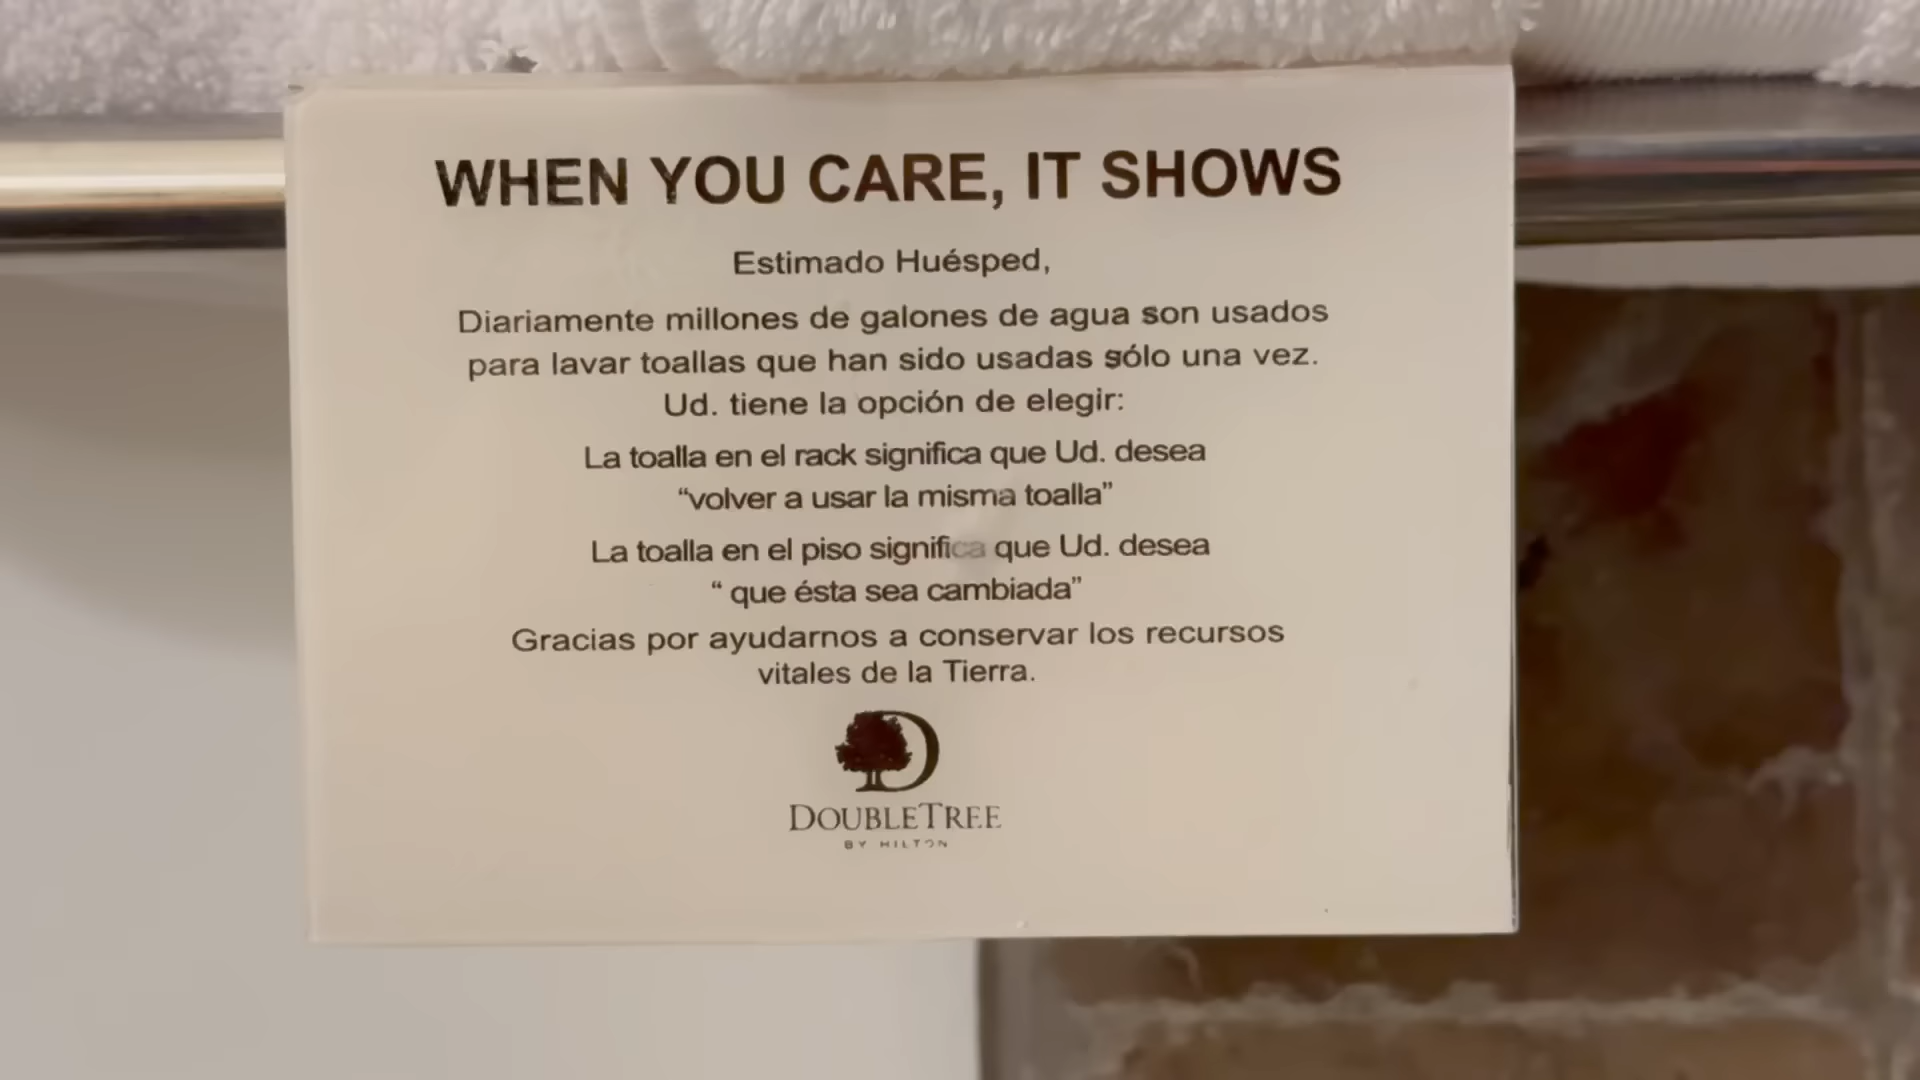 WHEN YOU CARE, IT SHOWS
Estimado Huésped,
Diariamente millones de galones de agua son usados
para lavar toallas que han sido usadas sólo una vez.
Ud. tiene la opción de elegir:
La toalla en el rack significa que Ud. desea
“volver a usar la misma toalla”
La toalla en el piso significa que Ud. desea
“ que ésta sea cambiada”
Gracias por ayudarnos a conservar los recursos
vitales de la Tierra.
DOUBLETREE
BY HILTON